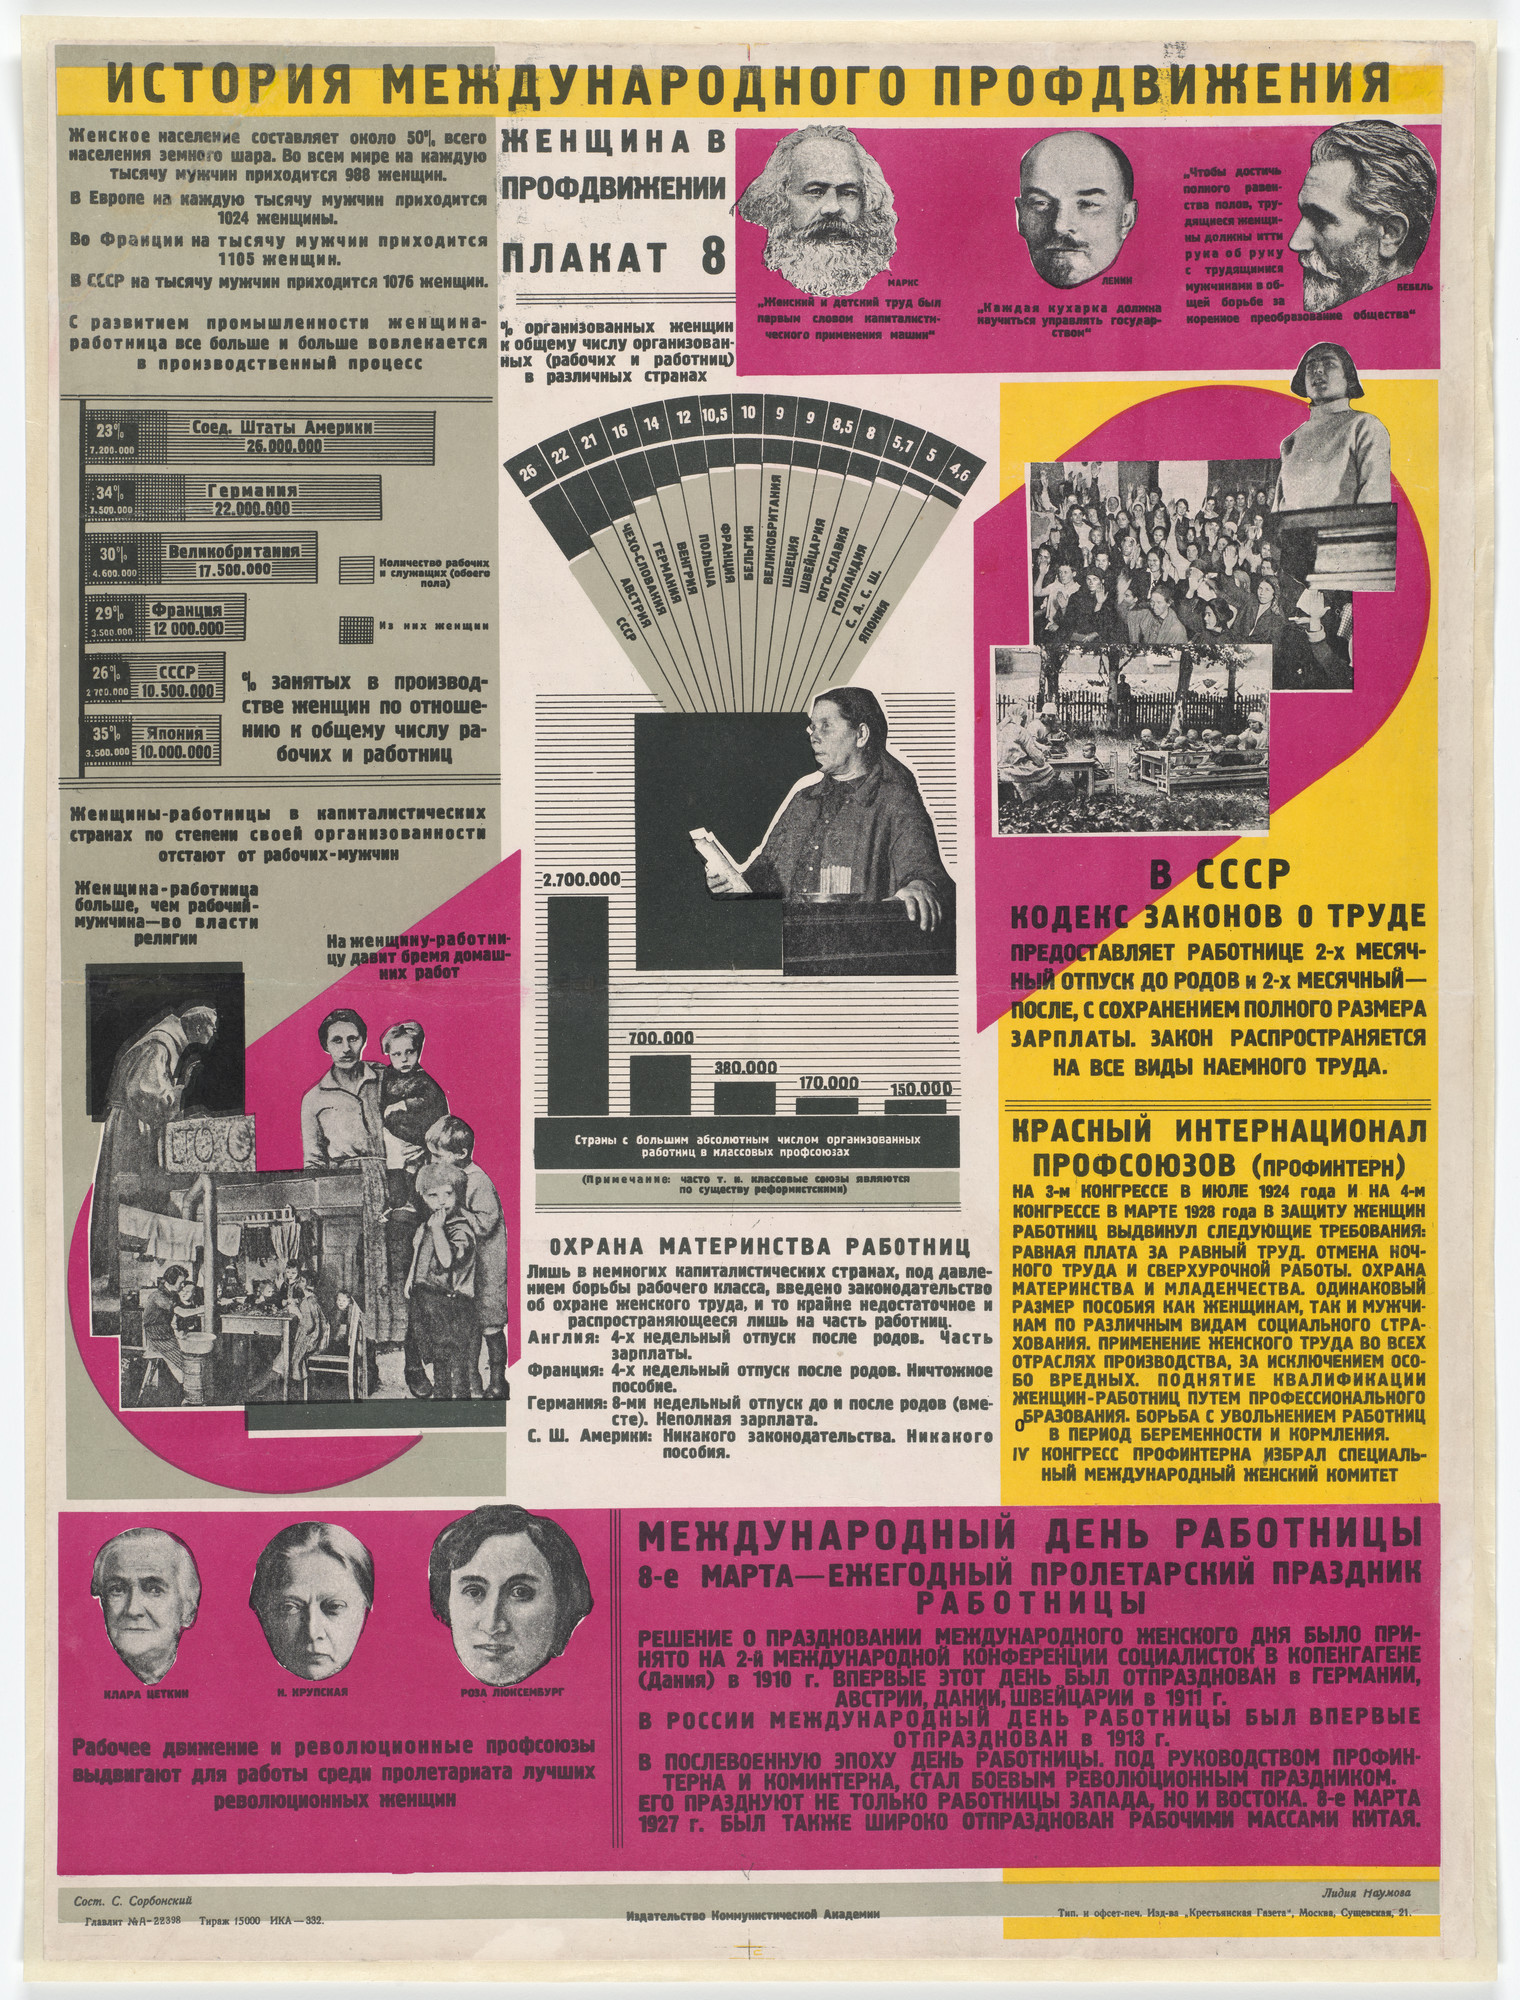 ИСТОРИЯ МЕЖДУНАРОДНОГО ПРОФДВИЖЕНИЯ
Женское население составляет около 50% всего
населения земного шара. Во всем мире на каждую
тысячу мужчин приходится 988 женщин.
В Европе на каждую тысячу мужчин приходится
1024 женщины.
Во Франции на тысячу мужчин приходится
1105 женщин.
В СССР на тысячу мужчин приходится 1076 женщин.
С развитием промышленности женщина-
работница все больше и больше вовлекается
в производственный процесс
23%
7.200.000
Соед. Штаты Америки
26.000.000
34%
7.500.000
Германия
22.000.000
30%
4.600.000
Великобритания
17.500.000
29%
3.500.000
Франция
12 000.000
26%
2 700.000
СССР
10.500.000
35%
3.500.000
Япония
10.000.000
Количество рабочих
и служащих (обоего
пола)
Из них женщин
% занятых в производ-
стве женщин по отноше-
нию к общему числу ра-
бочих и работниц
Женщины-работницы в капиталистических
странах по степени своей организованности
отстают от рабочих-мужчин
Женщина-работница
больше, чем рабочий-
мужчина—во власти
религии
На женщину-работни-
цу давит бремя домаш-
них работ
ЖЕНЩИНА В
ПРОФДВИЖЕНИИ
ПЛАКАТ 8
% организованных женщин
к общему числу организован-
ных (рабочих и работниц)
в различных странах
26 22 21 16 14 12 10,5 10 9 9 8,5 8 5,7 5 4,6
СССР
АВСТРИЯ
ЧЕХО-СЛОВАКИЯ
ГЕРМАНИЯ
ВЕНГРИЯ
ПОЛЬША
ФРАНЦИЯ
БЕЛЬГИЯ
ВЕЛИКОБРИТАНИЯ
ШВЕЦИЯ
ШВЕЙЦАРИЯ
ЮГО-СЛАВИЯ
ГОЛЛАНДИЯ
С. А. С. Ш.
ЯПОНИЯ
2.700.000
700.000
380.000
170.000
150.000
Страны с большим абсолютным числом организованных
работниц в классовых профсоюзах
(Примечание: часто т. н. классовые союзы являются
по существу реформистскими)
ОХРАНА МАТЕРИНСТВА РАБОТНИЦ
Лишь в немногих капиталистических странах, под давле-
нием борьбы рабочего класса, введено законодательство
об охране женского труда, и то крайне недостаточное и
распространяющееся лишь на часть работниц.
Англия: 4-х недельный отпуск после родов. Часть
зарплаты.
Франция: 4-х недельный отпуск после родов. Ничтожное
пособие.
Германия: 8-ми недельный отпуск до и после родов (вме-
сте). Неполная зарплата.
С. Ш. Америки: Никакого законодательства. Никакого
пособия.
МАРКС
„Женский и детский труд был
первым словом капиталисти-
ческого применения машин“
ЛЕНИН
„Каждая кухарка должна
научиться управлять государ-
ством“
„Чтобы достичь
полного равен-
ства полов, тру-
дящиеся женщи-
ны должны итти
рука об руку
с трудящимися
мужчинами в об-
щей борьбе за
коренное преобразование общества“
БЕБЕЛЬ
В СССР
КОДЕКС ЗАКОНОВ О ТРУДЕ
ПРЕДОСТАВЛЯЕТ РАБОТНИЦЕ 2-х МЕСЯЧ-
НЫЙ ОТПУСК ДО РОДОВ и 2-х МЕСЯЧНЫЙ—
ПОСЛЕ, С СОХРАНЕНИЕМ ПОЛНОГО РАЗМЕРА
ЗАРПЛАТЫ. ЗАКОН РАСПРОСТРАНЯЕТСЯ
НА ВСЕ ВИДЫ НАЕМНОГО ТРУДА.
КРАСНЫЙ ИНТЕРНАЦИОНАЛ
ПРОФСОЮЗОВ (ПРОФИНТЕРН)
НА 3-м КОНГРЕССЕ В ИЮЛЕ 1924 года И НА 4-м
КОНГРЕССЕ В МАРТЕ 1928 года В ЗАЩИТУ ЖЕНЩИН
РАБОТНИЦ ВЫДВИНУЛ СЛЕДУЮЩИЕ ТРЕБОВАНИЯ:
РАВНАЯ ПЛАТА ЗА РАВНЫЙ ТРУД. ОТМЕНА НОЧ-
НОГО ТРУДА И СВЕРХУРОЧНОЙ РАБОТЫ. ОХРАНА
МАТЕРИНСТВА И МЛАДЕНЧЕСТВА. ОДИНАКОВЫЙ
РАЗМЕР ПОСОБИЯ КАК ЖЕНЩИНАМ, ТАК И МУЖЧИ-
НАМ ПО РАЗЛИЧНЫМ ВИДАМ СОЦИАЛЬНОГО СТРА-
ХОВАНИЯ. ПРИМЕНЕНИЕ ЖЕНСКОГО ТРУДА ВО ВСЕХ
ОТРАСЛЯХ ПРОИЗВОДСТВА, ЗА ИСКЛЮЧЕНИЕМ ОСО-
БО ВРЕДНЫХ. ПОДНЯТИЕ КВАЛИФИКАЦИИ
ЖЕНЩИН-РАБОТНИЦ ПУТЕМ ПРОФЕССИОНАЛЬНОГО
ОБРАЗОВАНИЯ. БОРЬБА С УВОЛЬНЕНИЕМ РАБОТНИЦ
В ПЕРИОД БЕРЕМЕННОСТИ И КОРМЛЕНИЯ.
IV КОНГРЕСС ПРОФИНТЕРНА ИЗБРАЛ СПЕЦИАЛЬ-
НЫЙ МЕЖДУНАРОДНЫЙ ЖЕНСКИЙ КОМИТЕТ
КЛАРА ЦЕТКИН
Н. КРУПСКАЯ
РОЗА ЛЮКСЕМБУРГ
Рабочее движение и революционные профсоюзы
выдвигают для работы среди пролетариата лучших
революционных женщин
МЕЖДУНАРОДНЫЙ ДЕНЬ РАБОТНИЦЫ
8-е МАРТА—ЕЖЕГОДНЫЙ ПРОЛЕТАРСКИЙ ПРАЗДНИК
РАБОТНИЦЫ
РЕШЕНИЕ О ПРАЗДНОВАНИИ МЕЖДУНАРОДНОГО ЖЕНСКОГО ДНЯ БЫЛО ПРИ-
НЯТО НА 2-й МЕЖДУНАРОДНОЙ КОНФЕРЕНЦИИ СОЦИАЛИСТОК В КОПЕНГАГЕНЕ
(Дания) в 1910 г. ВПЕРВЫЕ ЭТОТ ДЕНЬ БЫЛ ОТПРАЗДНОВАН в ГЕРМАНИИ,
АВСТРИИ, ДАНИИ, ШВЕЙЦАРИИ в 1911 г.
В РОССИИ МЕЖДУНАРОДНЫЙ ДЕНЬ РАБОТНИЦЫ БЫЛ ВПЕРВЫЕ
ОТПРАЗДНОВАН в 1913 г.
В ПОСЛЕВОЕННУЮ ЭПОХУ ДЕНЬ РАБОТНИЦЫ. ПОД РУКОВОДСТВОМ ПРОФИН-
ТЕРНА И КОМИНТЕРНА, СТАЛ БОЕВЫМ РЕВОЛЮЦИОННЫМ ПРАЗДНИКОМ.
ЕГО ПРАЗДНУЮТ НЕ ТОЛЬКО РАБОТНИЦЫ ЗАПАДА, НО И ВОСТОКА. 8-е МАРТА
1927 г. БЫЛ ТАКЖЕ ШИРОКО ОТПРАЗДНОВАН РАБОЧИМИ МАССАМИ КИТАЯ.
Сост. С. Сорбонский
Главлит № А-22398 Тираж 15000 ИКА—332.
Издательство Коммунистической Академии
Лидия Наумова
Тип. и офсет-печ. Изд-ва „Крестьянская Газета“, Москва, Сущевская, 21.